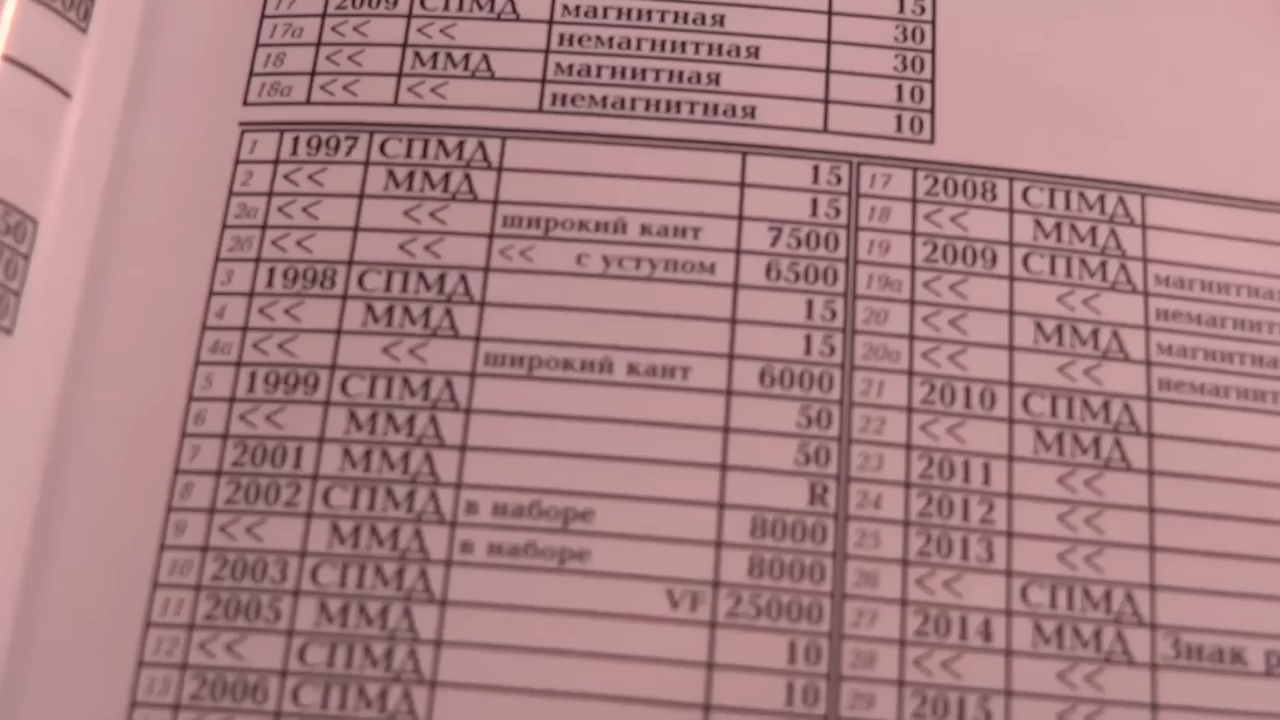 17 2009 СПМД магнитная 15
17а << << немагнитная 30
18 << ММД магнитная 30
18а << << немагнитная 10
10
1 1997 СПМД 15
2 << ММД 15
2а << << широкий кант 7500
2б << << << с уступом 6500
3 1998 СПМД 15
4 << ММД 15
4а << << широкий кант 6000
5 1999 СПМД 50
6 << ММД 50
7 2001 ММД R
8 2002 СПМД в наборе 8000
9 << ММД в наборе 8000
10 2003 СПМД VF 25000
11 2005 ММД 10
12 << СПМД 10
13 2006 СПМД
17 2008 СПМД
18 << ММД
19 2009 СПМД магнитна
19а << << немагнит
20 << ММД магнитна
20а << << немагнит
21 2010 СПМД
22 << ММД
23 2011 <<
24 2012 <<
25 2013 <<
26 << СПМД
27 2014 ММД Знак р
28 << <<
29 2015
50